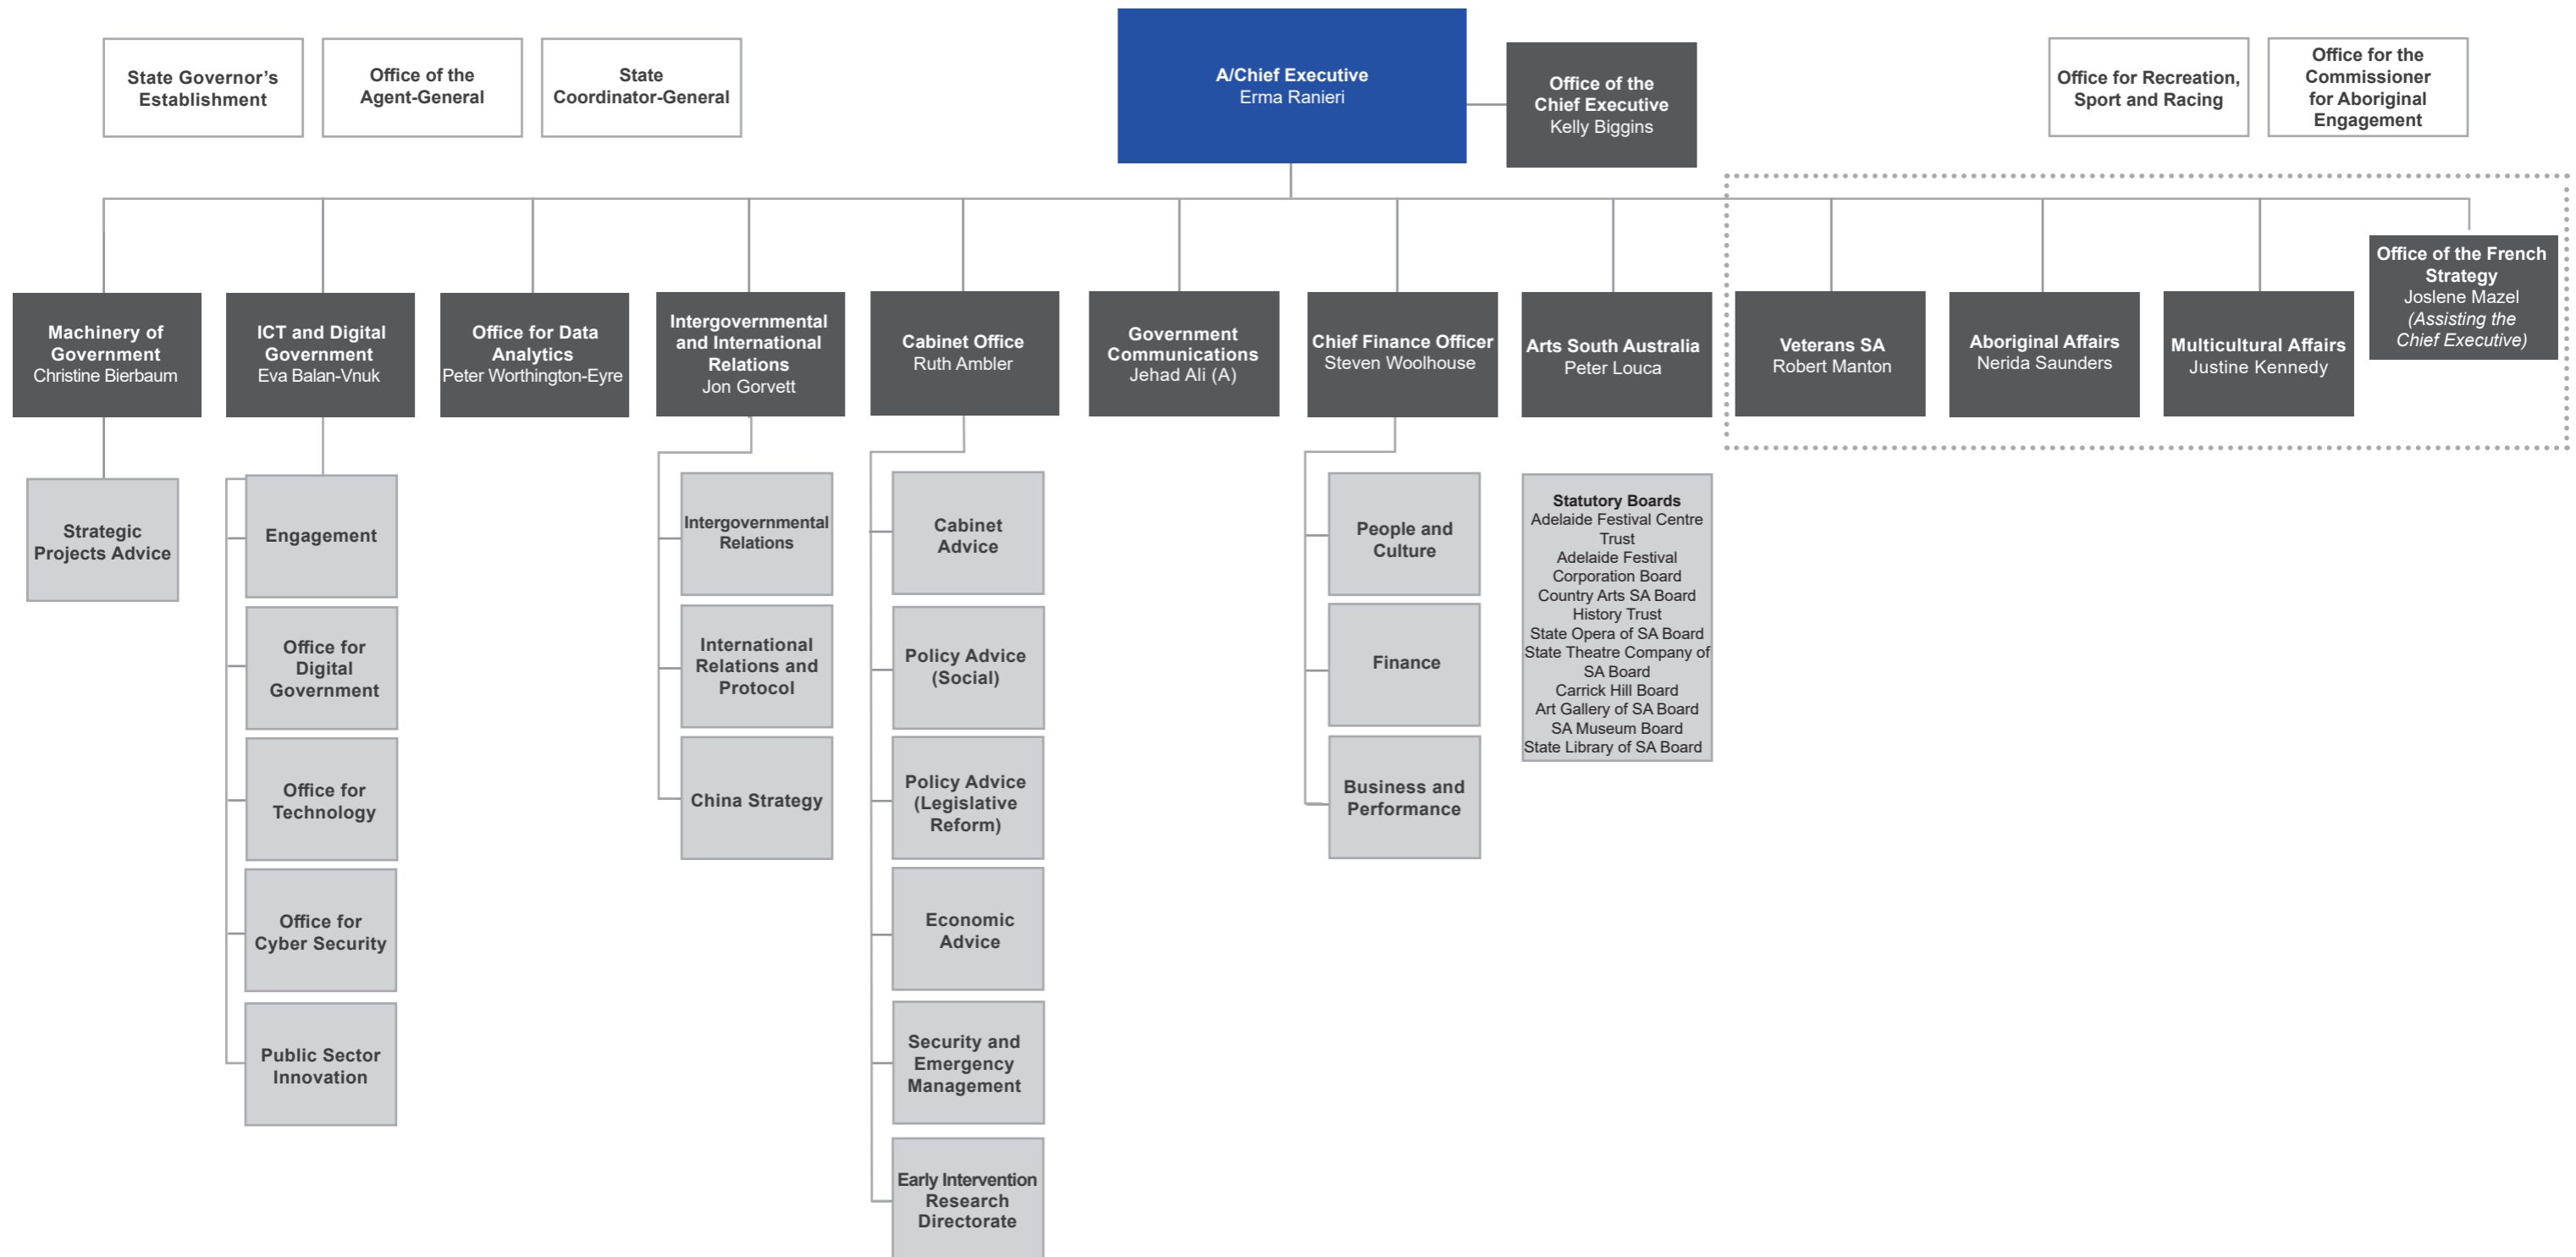 State Governor’s
Establishment
Office of the
Agent-General
State
Coordinator-General
A/Chief Executive
Erma Ranieri
Office of the
Chief Executive
Kelly Biggins
Office for Recreation,
Sport and Racing
Office for the
Commissioner
for Aboriginal
Engagement
Machinery of
Government
Christine Bierbaum
ICT and Digital
Government
Eva Balan-Vnuk
Office for Data
Analytics
Peter Worthington-Eyre
Intergovernmental
and International
Relations
Jon Gorvett
Cabinet Office
Ruth Ambler
Government
Communications
Jehad Ali (A)
Chief Finance Officer
Steven Woolhouse
Arts South Australia
Peter Louca
Veterans SA
Robert Manton
Aboriginal Affairs
Nerida Saunders
Multicultural Affairs
Justine Kennedy
Office of the French
Strategy
Joslene Mazel
(Assisting the
Chief Executive)
Strategic
Projects Advice
Engagement
Office for
Digital
Government
Office for
Technology
Office for
Cyber Security
Public Sector
Innovation
Intergovernmental
Relations
International
Relations and
Protocol
China Strategy
Cabinet
Advice
Policy Advice
(Social)
Policy Advice
(Legislative
Reform)
Economic
Advice
Security and
Emergency
Management
Early Intervention
Research
Directorate
People and
Culture
Finance
Business and
Performance
Statutory Boards
Adelaide Festival Centre
Trust
Adelaide Festival
Corporation Board
Country Arts SA Board
History Trust
State Opera of SA Board
State Theatre Company of
SA Board
Carrick Hill Board
Art Gallery of SA Board
SA Museum Board
State Library of SA Board